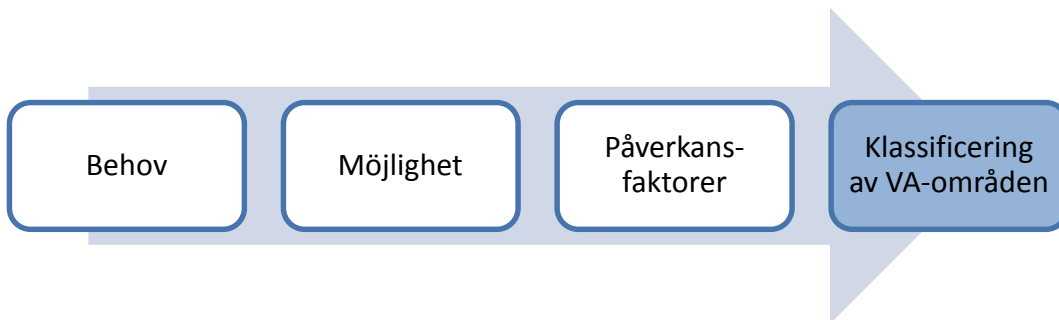 Behov
Möjlighet
Påverkans-
faktorer
Klassificering
av VA-områden